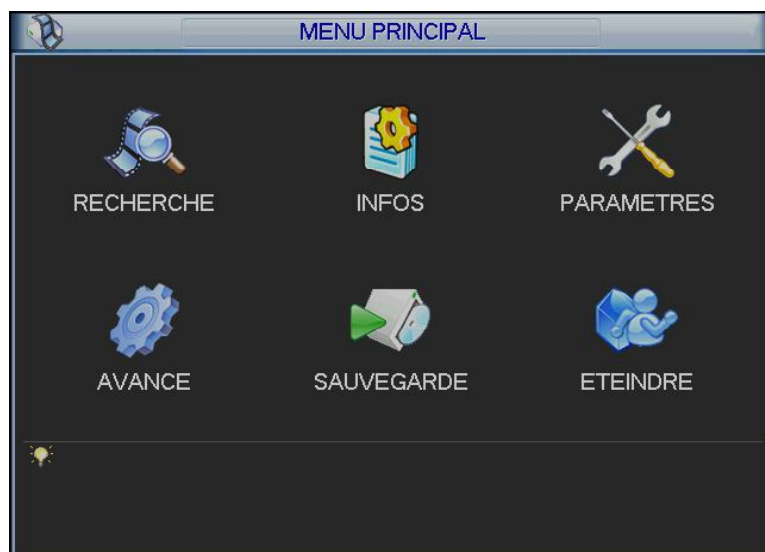 MENU PRINCIPAL
RECHERCHE
INFOS
PARAMETRES
AVANCE
SAUVEGARDE
ETEINDRE